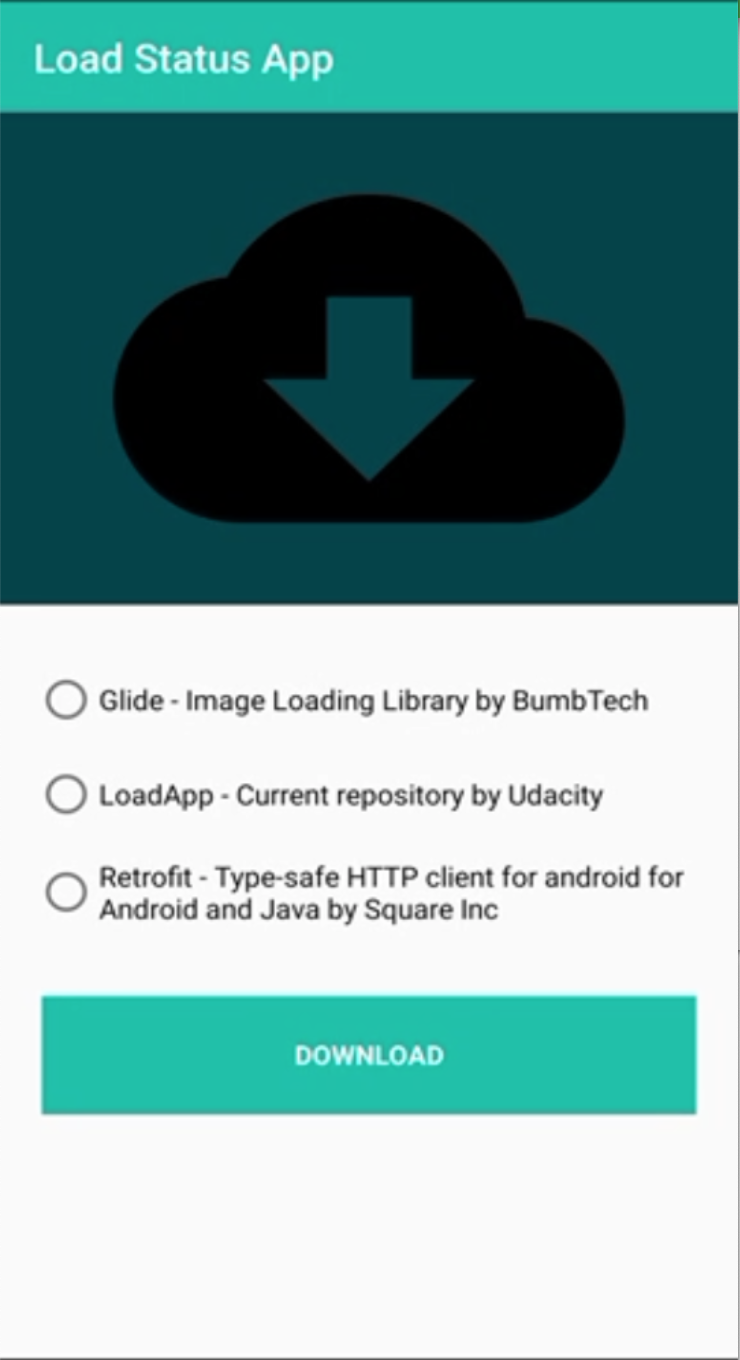 Load Status App
Glide - Image Loading Library by BumbTech
LoadApp - Current repository by Udacity
Retrofit - Type-safe HTTP client for android for
Android and Java by Square Inc
DOWNLOAD